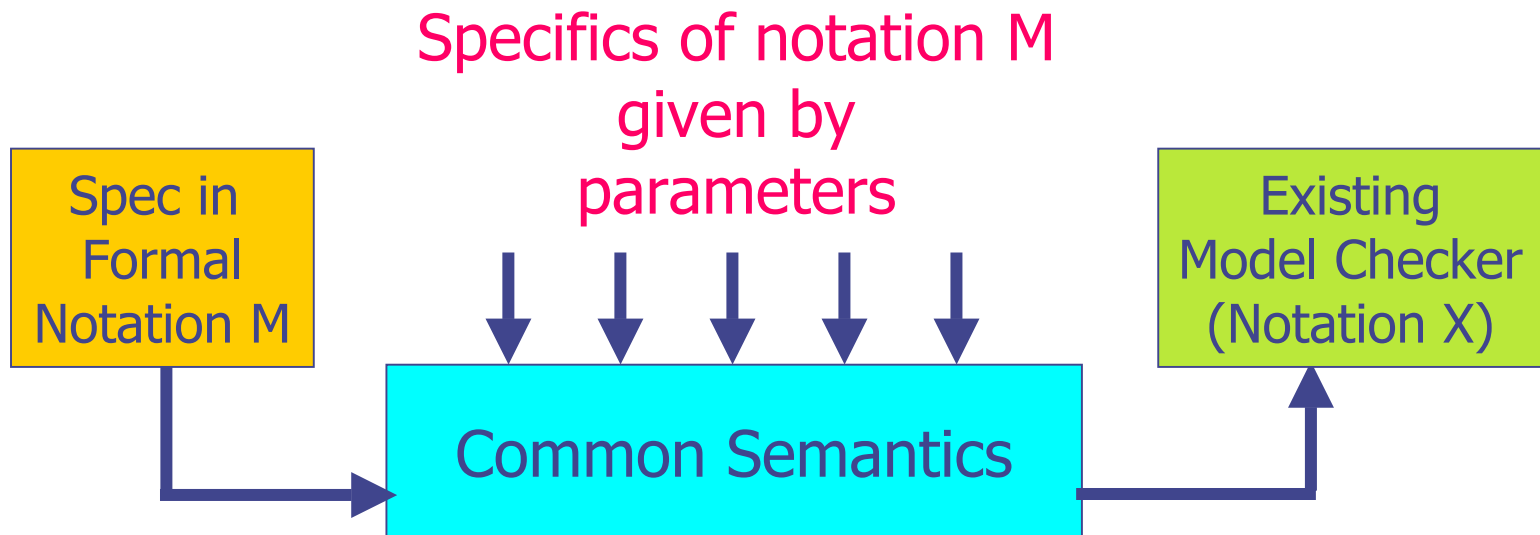 Specifics of notation M
given by
parameters
Spec in
Formal
Notation M
Common Semantics
Existing
Model Checker
(Notation X)